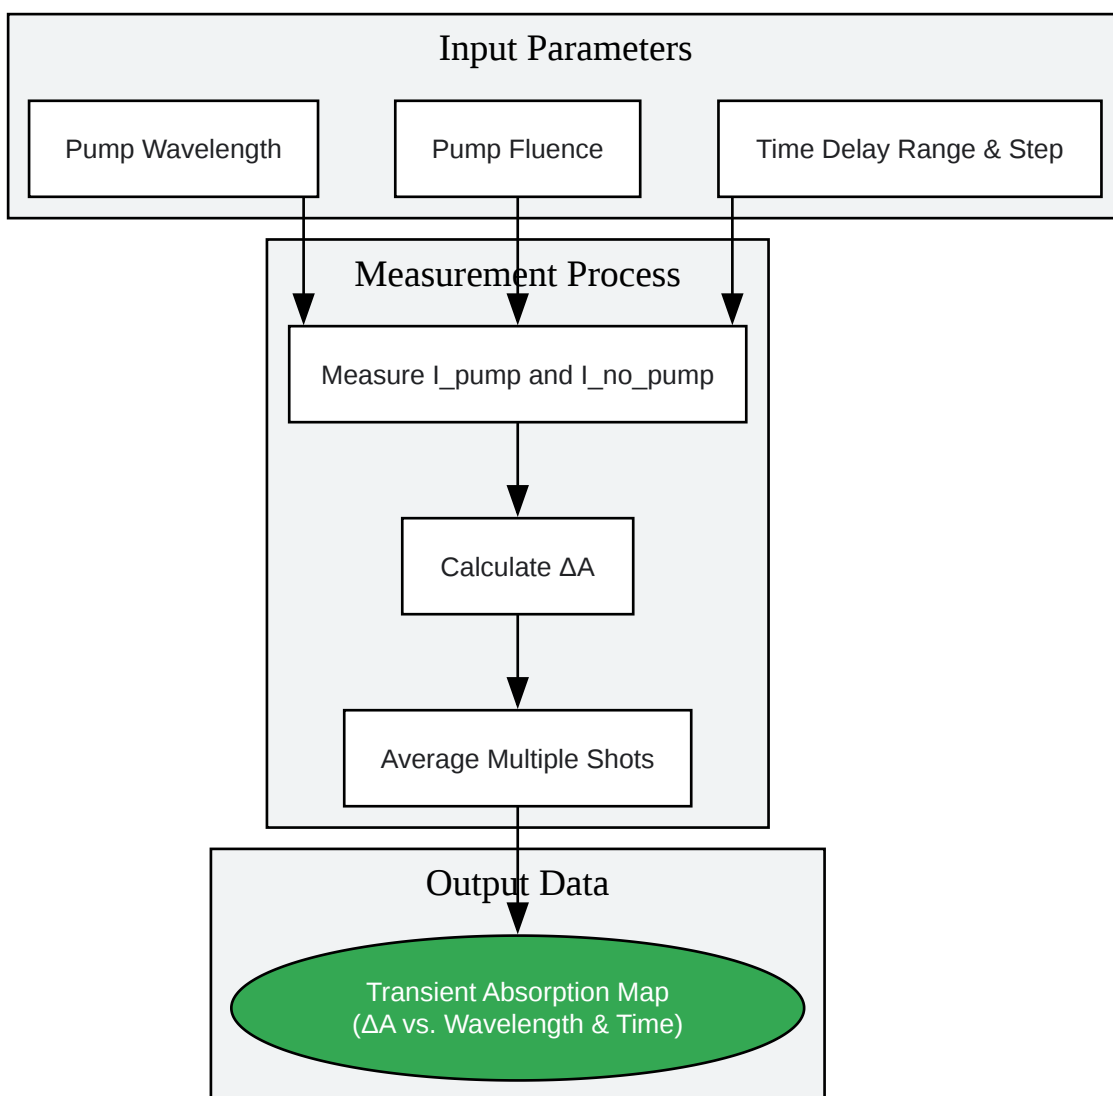 Input Parameters
Pump Wavelength
Pump Fluence
Time Delay Range & Step
Measurement Process
Measure I_pump and I_no_pump
Calculate ΔA
Average Multiple Shots
Output Data
Transient Absorption Map
(ΔA vs. Wavelength & Time)